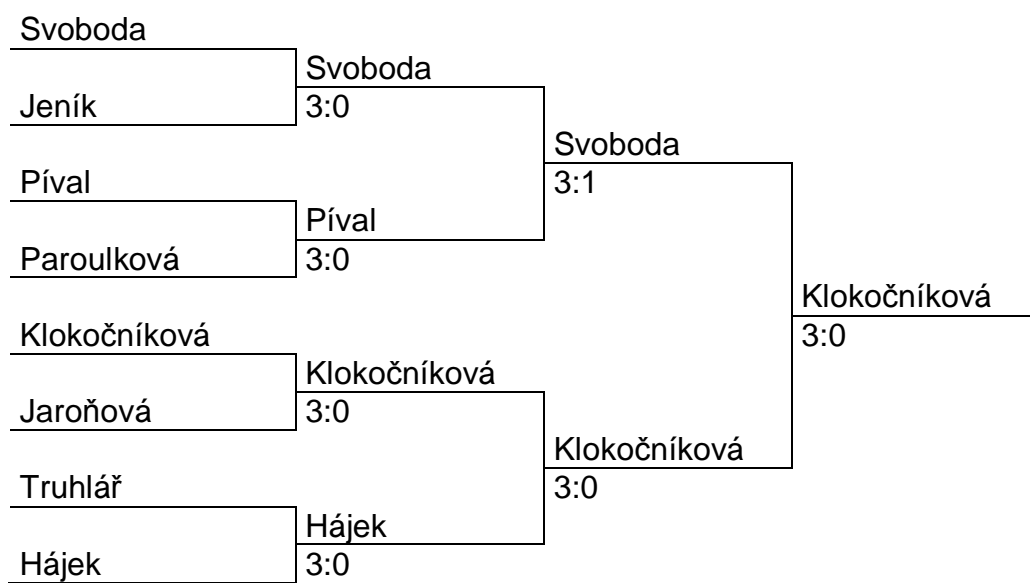 Svoboda
Svoboda
Jeník
3:0
Svoboda
Píval
3:1
Píval
Paroulková
3:0
Klokočníková
Klokočníková
3:0
Klokočníková
Jaroňová
3:0
Klokočníková
Truhlář
3:0
Hájek
Hájek
3:0